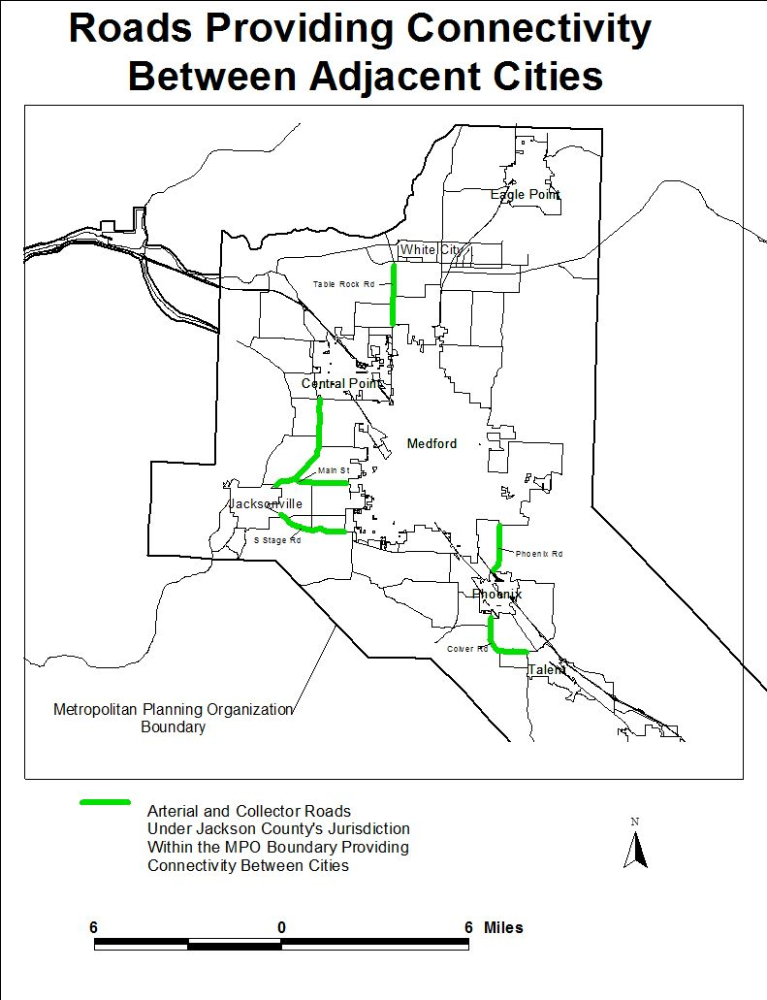 Roads Providing Connectivity
Between Adjacent Cities
Eagle Point
White City
Table Rock Rd
Central Point
Medford
Main St
Jacksonville
S Stage Rd
Phoenix Rd
Phoenix
Colver Rd
Talent
Metropolitan Planning Organization
Boundary
Arterial and Collector Roads
Under Jackson County's Jurisdiction
Within the MPO Boundary Providing
Connectivity Between Cities
N
6 0 6 Miles